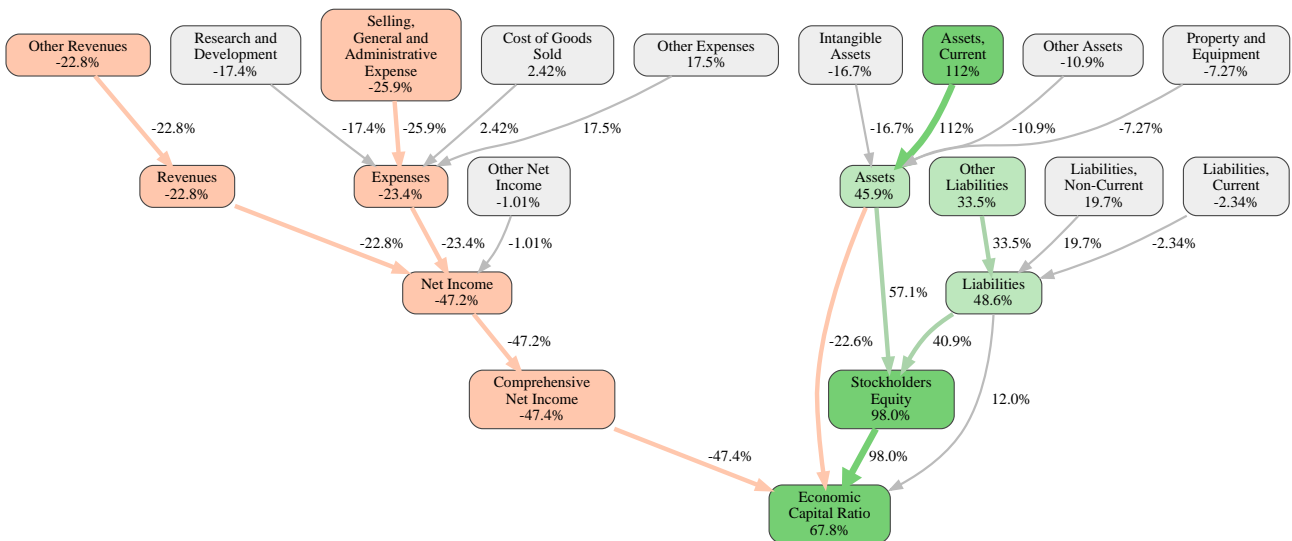 Other Revenues
-22.8%
Research and
Development
-17.4%
Selling,
General and
Administrative
Expense
-25.9%
Cost of Goods
Sold
2.42%
Other Expenses
17.5%
Intangible
Assets
-16.7%
Assets,
Current
112%
Other Assets
-10.9%
Property and
Equipment
-7.27%
-22.8%
-17.4%
-25.9%
2.42%
17.5%
-16.7%
112%
-10.9%
-7.27%
Revenues
-22.8%
Expenses
-23.4%
Other Net
Income
-1.01%
Assets
45.9%
Other
Liabilities
33.5%
Liabilities,
Non-Current
19.7%
Liabilities,
Current
-2.34%
-22.8%
-23.4%
-1.01%
33.5%
19.7%
-2.34%
Net Income
-47.2%
57.1%
Liabilities
48.6%
-47.2%
-22.6%
40.9%
Comprehensive
Net Income
-47.4%
Stockholders
Equity
98.0%
12.0%
-47.4%
98.0%
Economic
Capital Ratio
67.8%